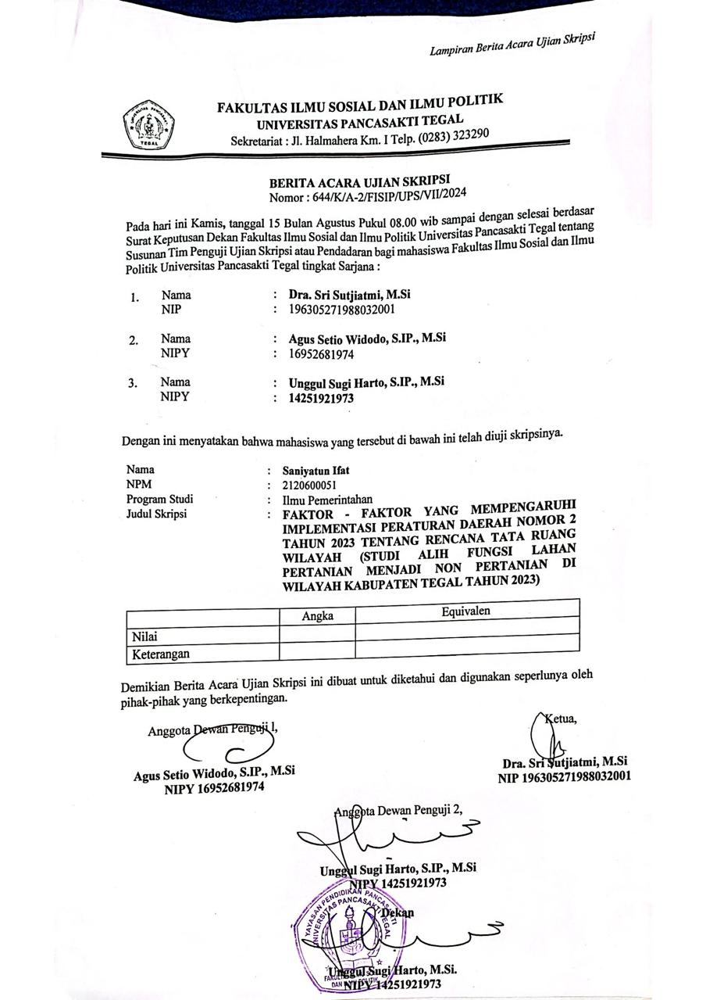 Lampiran Berita Acara Ujian Skripsi
FAKULTAS ILMU SOSIAL DAN ILMU POLITIK
UNIVERSITAS PANCASAKTI TEGAL
Sekretariat : Jl. Halmahera Km. I Telp. (0283) 323290
UNIVERSITAS PANCASAKTI
TEGAL
BERITA ACARA UJIAN SKRIPSI
Nomor : 644/K/A-2/FISIP/UPS/VII/2024
Pada hari ini Kamis, tanggal 15 Bulan Agustus Pukul 08.00 wib sampai dengan selesai berdasar
Surat Keputusan Dekan Fakultas Ilmu Sosial dan Ilmu Politik Universitas Pancasakti Tegal tentang
Susunan Tim Penguji Ujian Skripsi atau Pendadaran bagi mahasiswa Fakultas Ilmu Sosial dan Ilmu
Politik Universitas Pancasakti Tegal tingkat Sarjana :
1. Nama : Dra. Sri Sutjiatmi, M.Si
NIP : 196305271988032001
2. Nama : Agus Setio Widodo, S.IP., M.Si
NIPY : 16952681974
3. Nama : Unggul Sugi Harto, S.IP., M.Si
NIPY : 14251921973
Dengan ini menyatakan bahwa mahasiswa yang tersebut di bawah ini telah diuji skripsinya.
Nama : Saniyatun Ifat
NPM : 2120600051
Program Studi : Ilmu Pemerintahan
Judul Skripsi : FAKTOR - FAKTOR YANG MEMPENGARUHI
IMPLEMENTASI PERATURAN DAERAH NOMOR 2
TAHUN 2023 TENTANG RENCANA TATA RUANG
WILAYAH (STUDI ALIH FUNGSI LAHAN
PERTANIAN MENJADI NON PERTANIAN DI
WILAYAH KABUPATEN TEGAL TAHUN 2023)
Angka Equivalen
Nilai
Keterangan
Demikian Berita Acara Ujian Skripsi ini dibuat untuk diketahui dan digunakan seperlunya oleh
pihak-pihak yang berkepentingan.
Anggota Dewan Penguji 1,
Agus Setio Widodo, S.IP., M.Si
NIPY 16952681974
Ketua,
Dra. Sri Sutjiatmi, M.Si
NIP 196305271988032001
Anggota Dewan Penguji 2,
Unggul Sugi Harto, S.IP., M.Si
NIPY 14251921973
Dekan
YAYASAN PENDIDIKAN PANCASAKTI
UNIVERSITAS PANCASAKTI TEGAL
Unggul Sugi Harto, M.Si.
NIPY 14251921973
DAN ILMU POLITIK